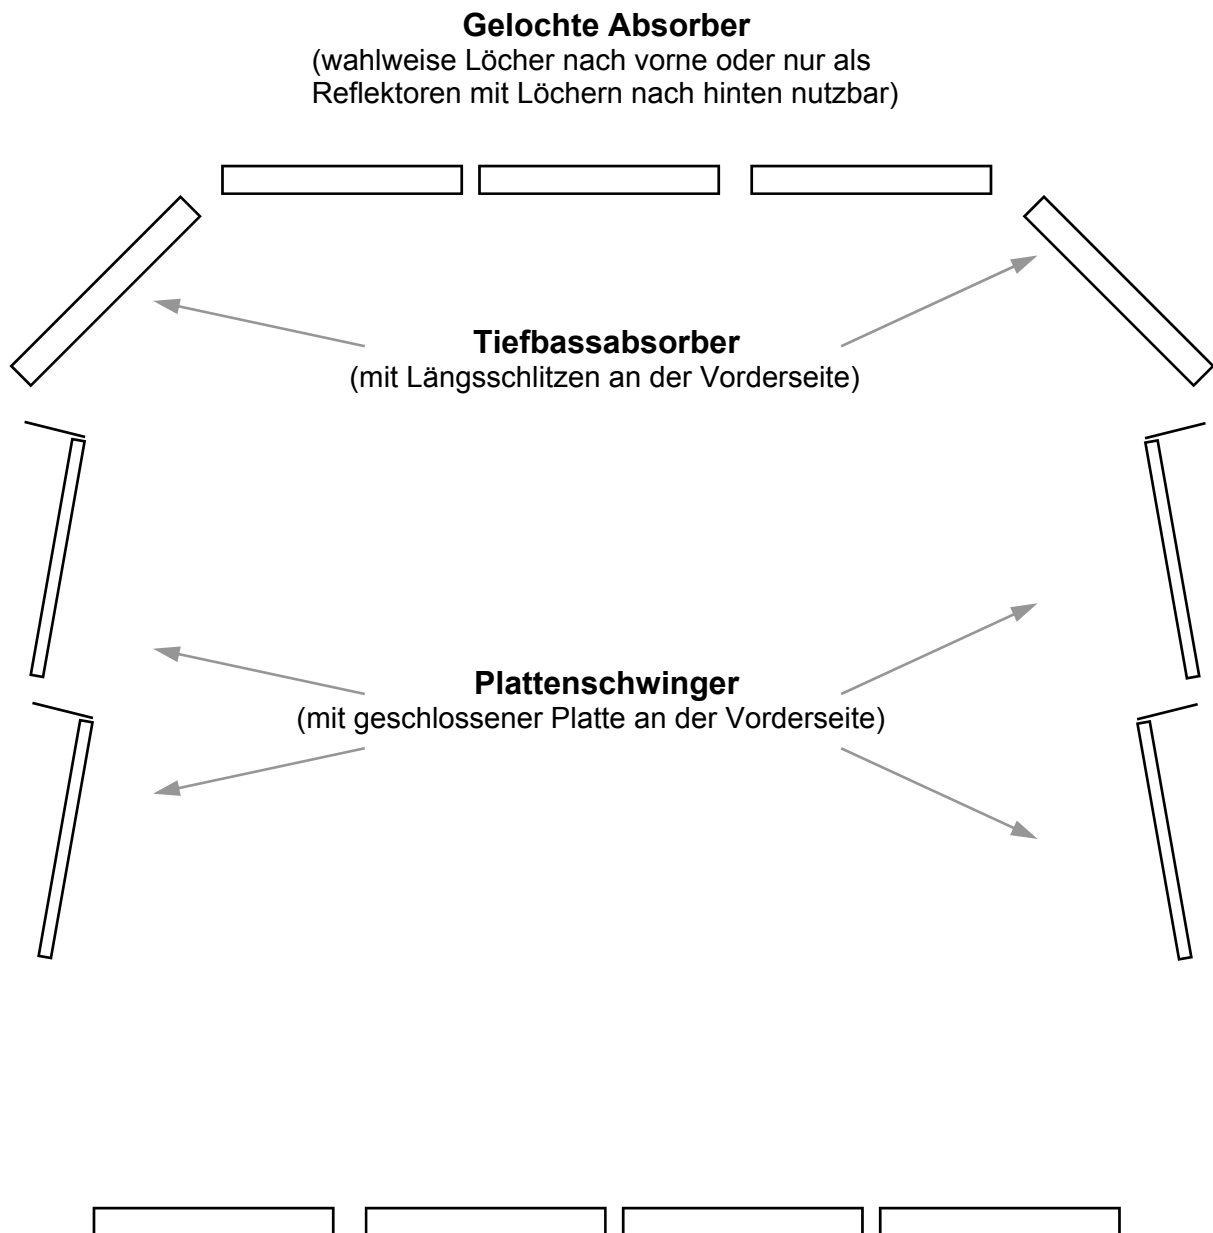 Gelochte Absorber
(wahlweise Löcher nach vorne oder nur als
Reflektoren mit Löchern nach hinten nutzbar)
Tiefbassabsorber
(mit Längsschlitzen an der Vorderseite)
Plattenschwinger
(mit geschlossener Platte an der Vorderseite)